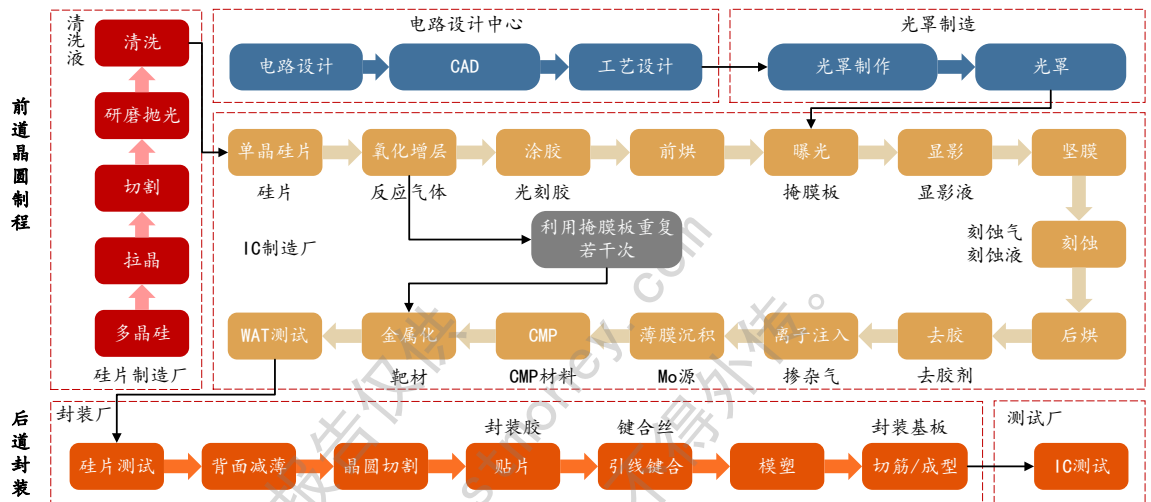 前道晶圆制程
清洗液
清洗
研磨抛光
切割
拉晶
多晶硅
硅片制造厂
电路设计中心
电路设计
CAD
工艺设计
光罩制造
光罩制作
光罩
单晶硅片
氧化增层
涂胶
前烘
曝光
显影
坚膜
硅片
反应气体
光刻胶
掩膜板
显影液
IC制造厂
利用掩膜板重复
若干次
刻蚀气
刻蚀液
刻蚀
WAT测试
金属化
CMP
薄膜沉积
离子注入
去胶
后烘
靶材
CMP材料
Mo源
掺杂气
去胶剂
后道封装
封装厂
封装胶
键合丝
封装基板
硅片测试
背面减薄
晶圆切割
贴片
引线键合
模塑
切筋/成型
测试厂
IC测试
报告仅供
stmoney.com
不得外传。